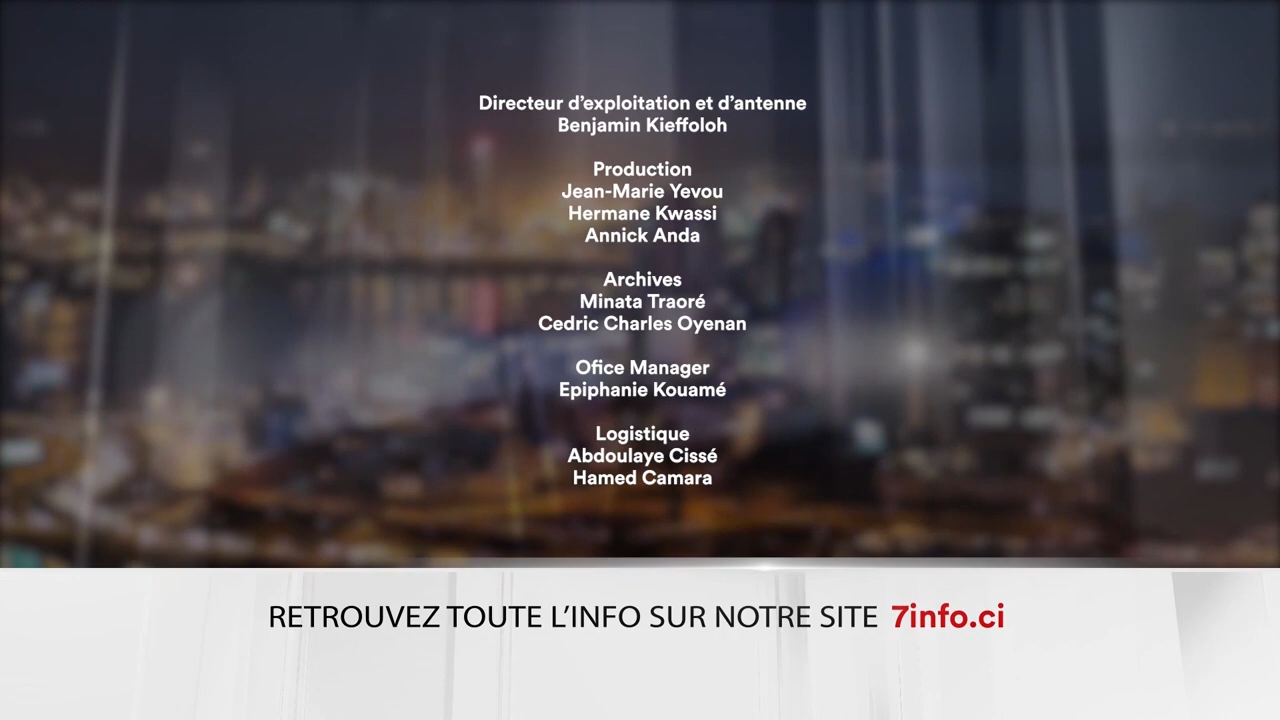 Directeur d’exploitation et d’antenne
Benjamin Kieffoloh
Production
Jean-Marie Yevou
Hermane Kwassi
Annick Anda
Archives
Minata Traoré
Cedric Charles Oyenan
Ofice Manager
Epiphanie Kouamé
Logistique
Abdoulaye Cissé
Hamed Camara
RETROUVEZ TOUTE L’INFO SUR NOTRE SITE 7info.ci